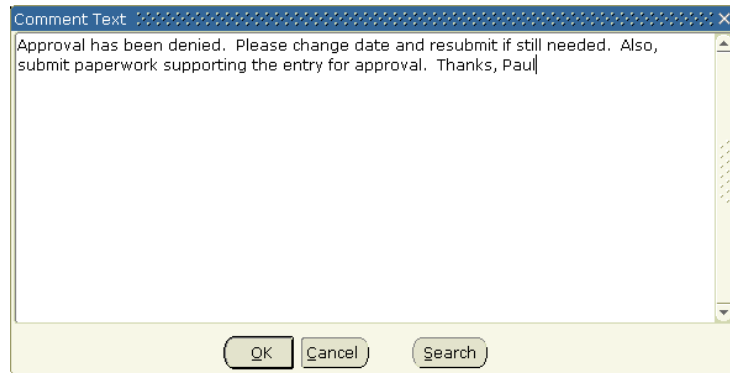 Comment Text
Approval has been denied.  Please change date and resubmit if still needed.  Also,
submit paperwork supporting the entry for approval.  Thanks, Paul
OK
Cancel
Search